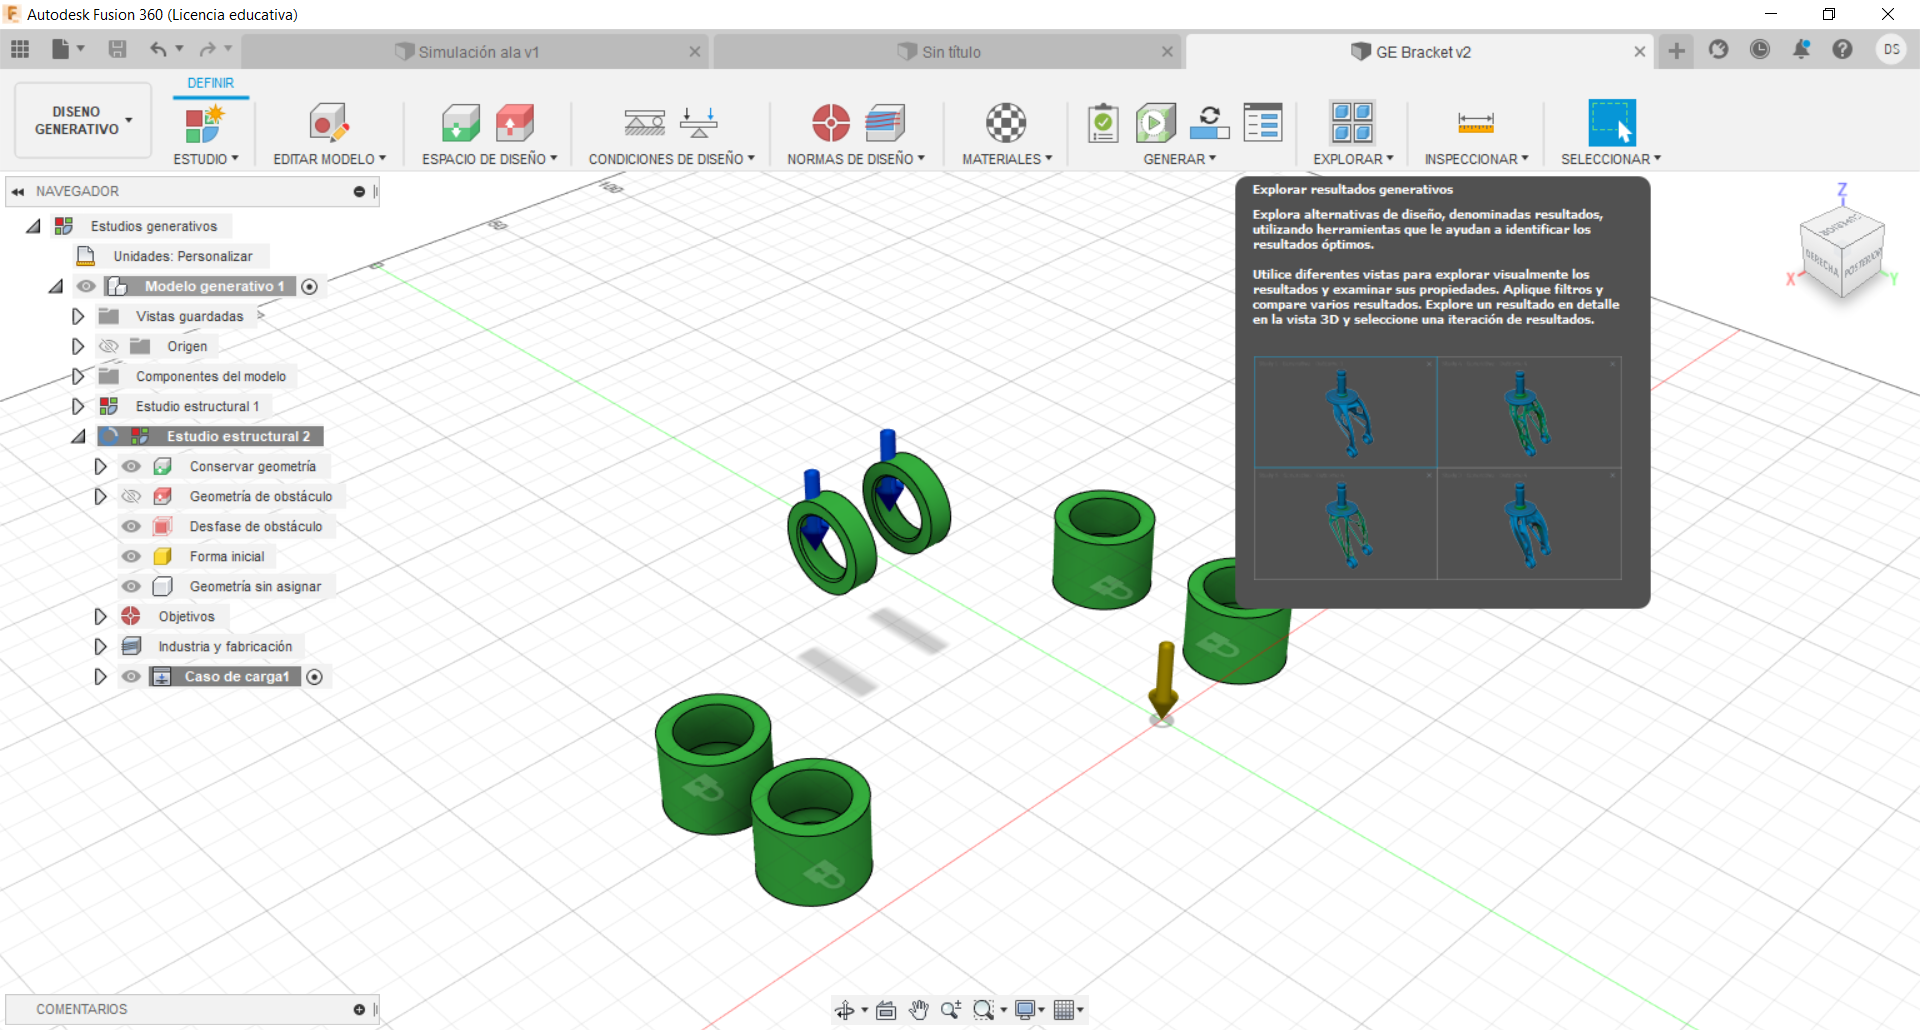 Autodesk Fusion 360 (Licencia educativa)
Simulación ala v1
Sin título
GE Bracket v2
DS
DEFINIR
DISENO
GENERATIVO
ESTUDIO
EDITAR MODELO
ESPACIO DE DISEÑO
CONDICIONES DE DISEÑO
NORMAS DE DISEÑO
MATERIALES
GENERAR
EXPLORAR
INSPECCIONAR
SELECCIONAR
NAVEGADOR
Estudios generativos
Unidades: Personalizar
Modelo generativo 1
Vistas guardadas
Origen
Componentes del modelo
Estudio estructural 1
Estudio estructural 2
Conservar geometría
Geometría de obstáculo
Desfase de obstáculo
Forma inicial
Geometría sin asignar
Objetivos
Industria y fabricación
Caso de carga1
100
50
Explorar resultados generativos
Explora alternativas de diseño, denominadas resultados,
utilizando herramientas que le ayudan a identificar los
resultados óptimos.
Utilice diferentes vistas para explorar visualmente los
resultados y examinar sus propiedades. Aplique filtros y
compare varios resultados. Explore un resultado en detalle
en la vista 3D y seleccione una iteración de resultados.
Z
SUPERIOR
DERECHA
POSTERIOR
X
Y
COMENTARIOS